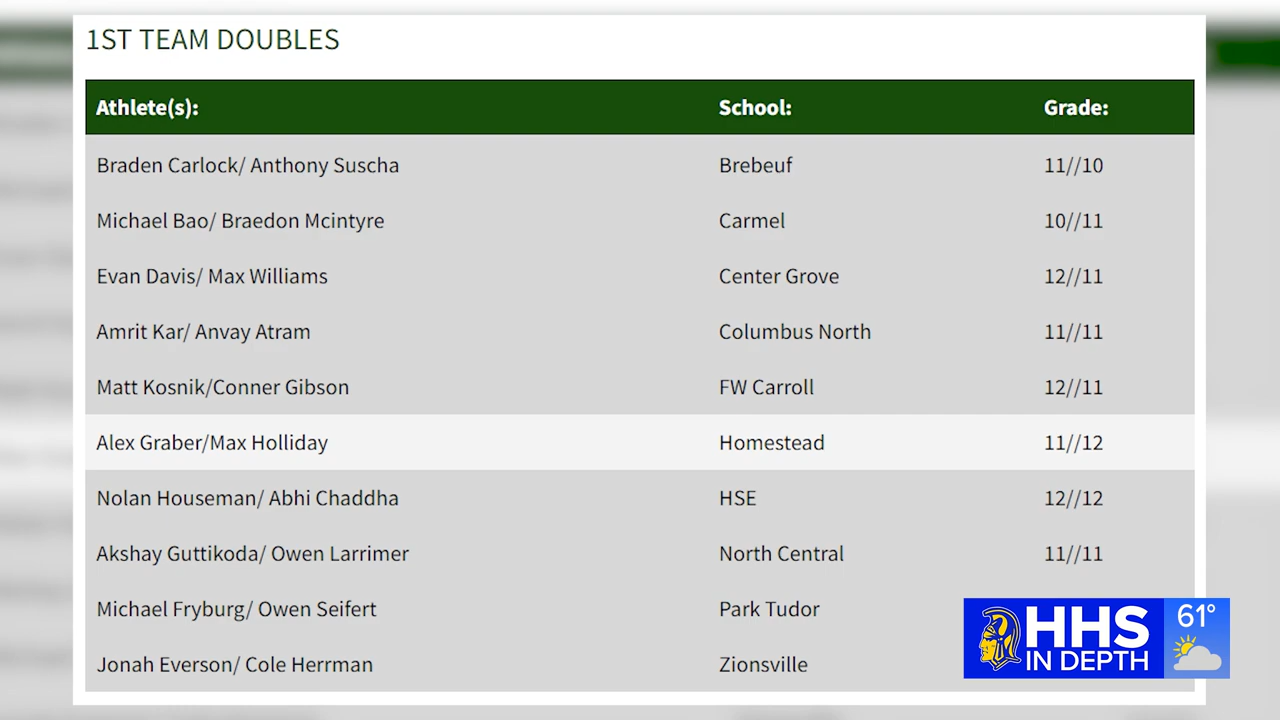 1ST TEAM DOUBLES
Athlete(s): School: Grade:
Braden Carlock/ Anthony Suscha Brebeuf 11//10
Michael Bao/ Braedon Mcintyre Carmel 10//11
Evan Davis/ Max Williams Center Grove 12//11
Amrit Kar/ Anvay Atram Columbus North 11//11
Matt Kosnik/Conner Gibson FW Carroll 12//11
Alex Graber/Max Holliday Homestead 11//12
Nolan Houseman/ Abhi Chaddha HSE 12//12
Akshay Guttikoda/ Owen Larrimer North Central 11//11
Michael Fryburg/ Owen Seifert Park Tudor
Jonah Everson/ Cole Herrman Zionsville
HHS 61°
IN DEPTH